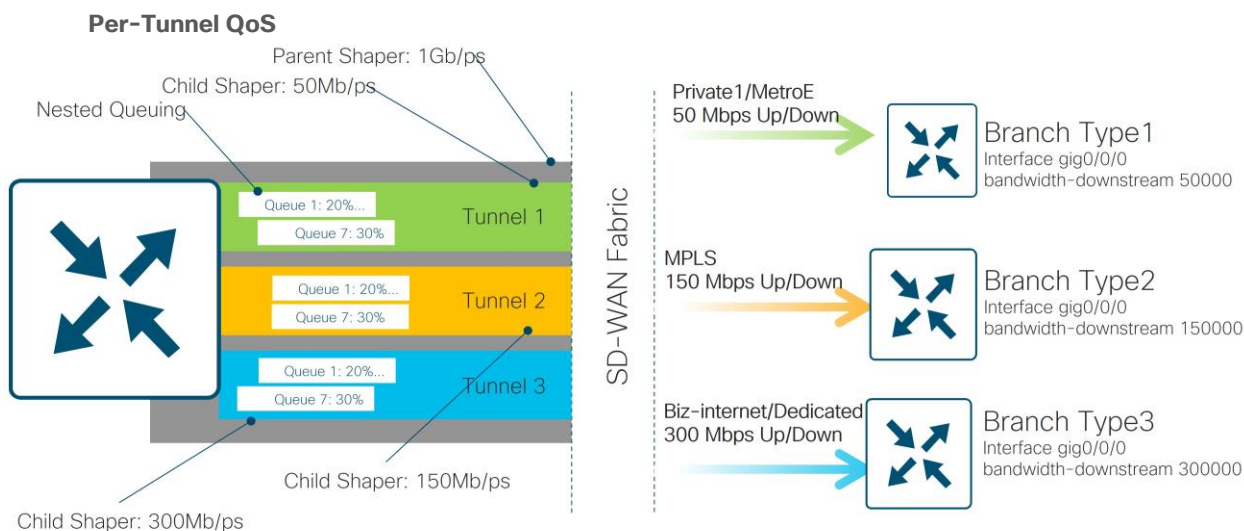 Per-Tunnel QoS
Parent Shaper: 1Gb/ps
Child Shaper: 50Mb/ps
Nested Queuing
Queue 1: 20%...
Queue 7: 30%
Tunnel 1
Queue 1: 20%...
Queue 7: 30%
Tunnel 2
Queue 1: 20%...
Queue 7: 30%
Tunnel 3
Child Shaper: 150Mb/ps
Child Shaper: 300Mb/ps
SD-WAN Fabric
Private1/MetroE
50 Mbps Up/Down
Branch Type1
Interface gig0/0/0
bandwidth-downstream 50000
MPLS
150 Mbps Up/Down
Branch Type2
Interface gig0/0/0
bandwidth-downstream 150000
Biz-internet/Dedicated
300 Mbps Up/Down
Branch Type3
Interface gig0/0/0
bandwidth-downstream 300000